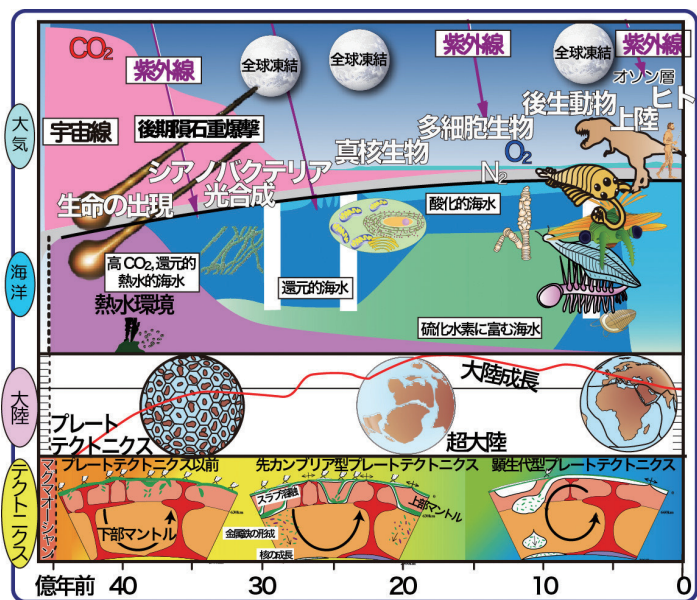 CO₂
紫外線
全球凍結
全球凍結
紫外線
全球凍結
紫外線
オゾン層
ヒト
大気
宇宙線
後期隕石重爆撃
シアノバクテリア
光合成
真核生物
多細胞生物
O₂
N₂
後生動物
上陸
生命の出現
酸化的海水
海洋
高CO₂,還元的
熱水的海水
還元的海水
熱水環境
硫化水素に富む海水
大陸
プレート
テクトニクス
大陸成長
超大陸
テクトニクス
マグマオーシャン
プレートテクトニクス以前
先カンブリア型プレートテクトニクス
顕生代型プレートテクトニクス
スラブ溶融
上部マントル
下部マントル
金属鉄の形成
核の成長
億年前 40 30 20 10 0